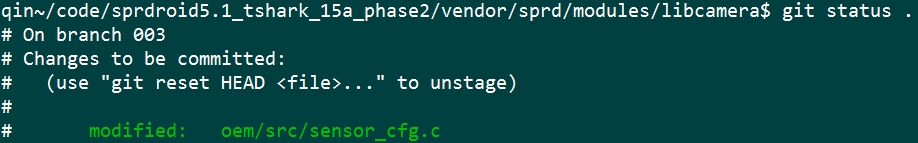 qin~/code/sprdroid5.1_tshark_15a_phase2/vendor/sprd/modules/libcamera$ git status .
# On branch 003
# Changes to be committed:
#   (use "git reset HEAD <file>..." to unstage)
#
#       modified:   oem/src/sensor_cfg.c